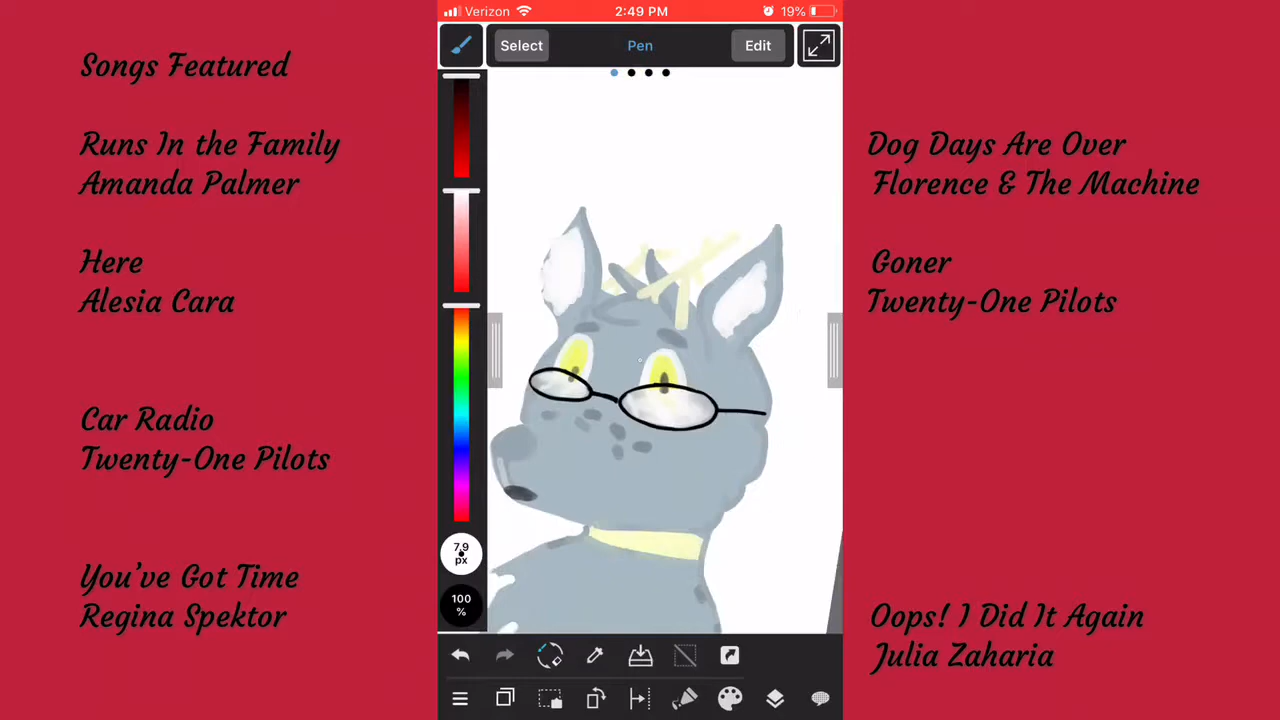 Verizon 2:49 PM 19%
Select Pen Edit
Songs Featured
Runs In the Family
Amanda Palmer
Here
Alesia Cara
Car Radio
Twenty-One Pilots
You've Got Time
Regina Spektor
7.9
px
100
%
Dog Days Are Over
Florence & The Machine
Goner
Twenty-One Pilots
Oops! I Did It Again
Julia Zaharia